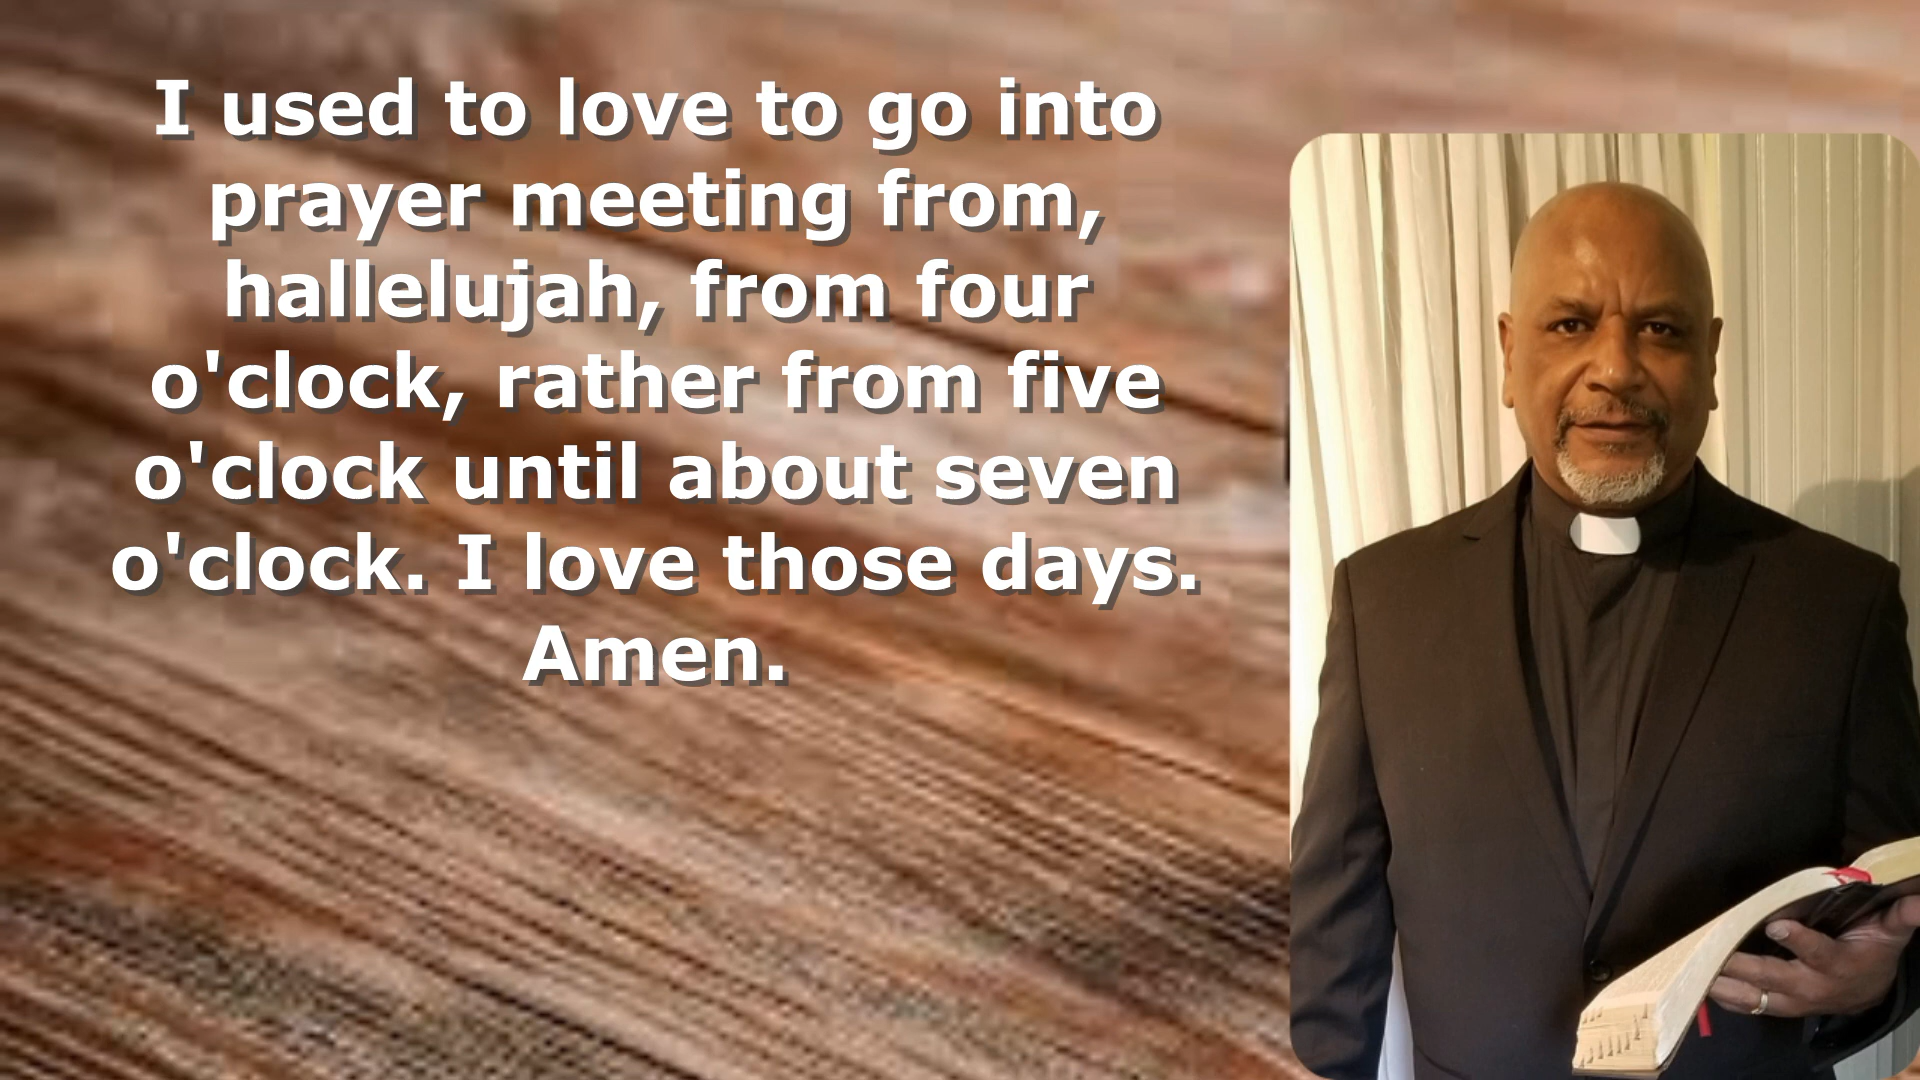 I used to love to go into
prayer meeting from,
hallelujah, from four
o'clock, rather from five
o'clock until about seven
o'clock. I love those days.
Amen.